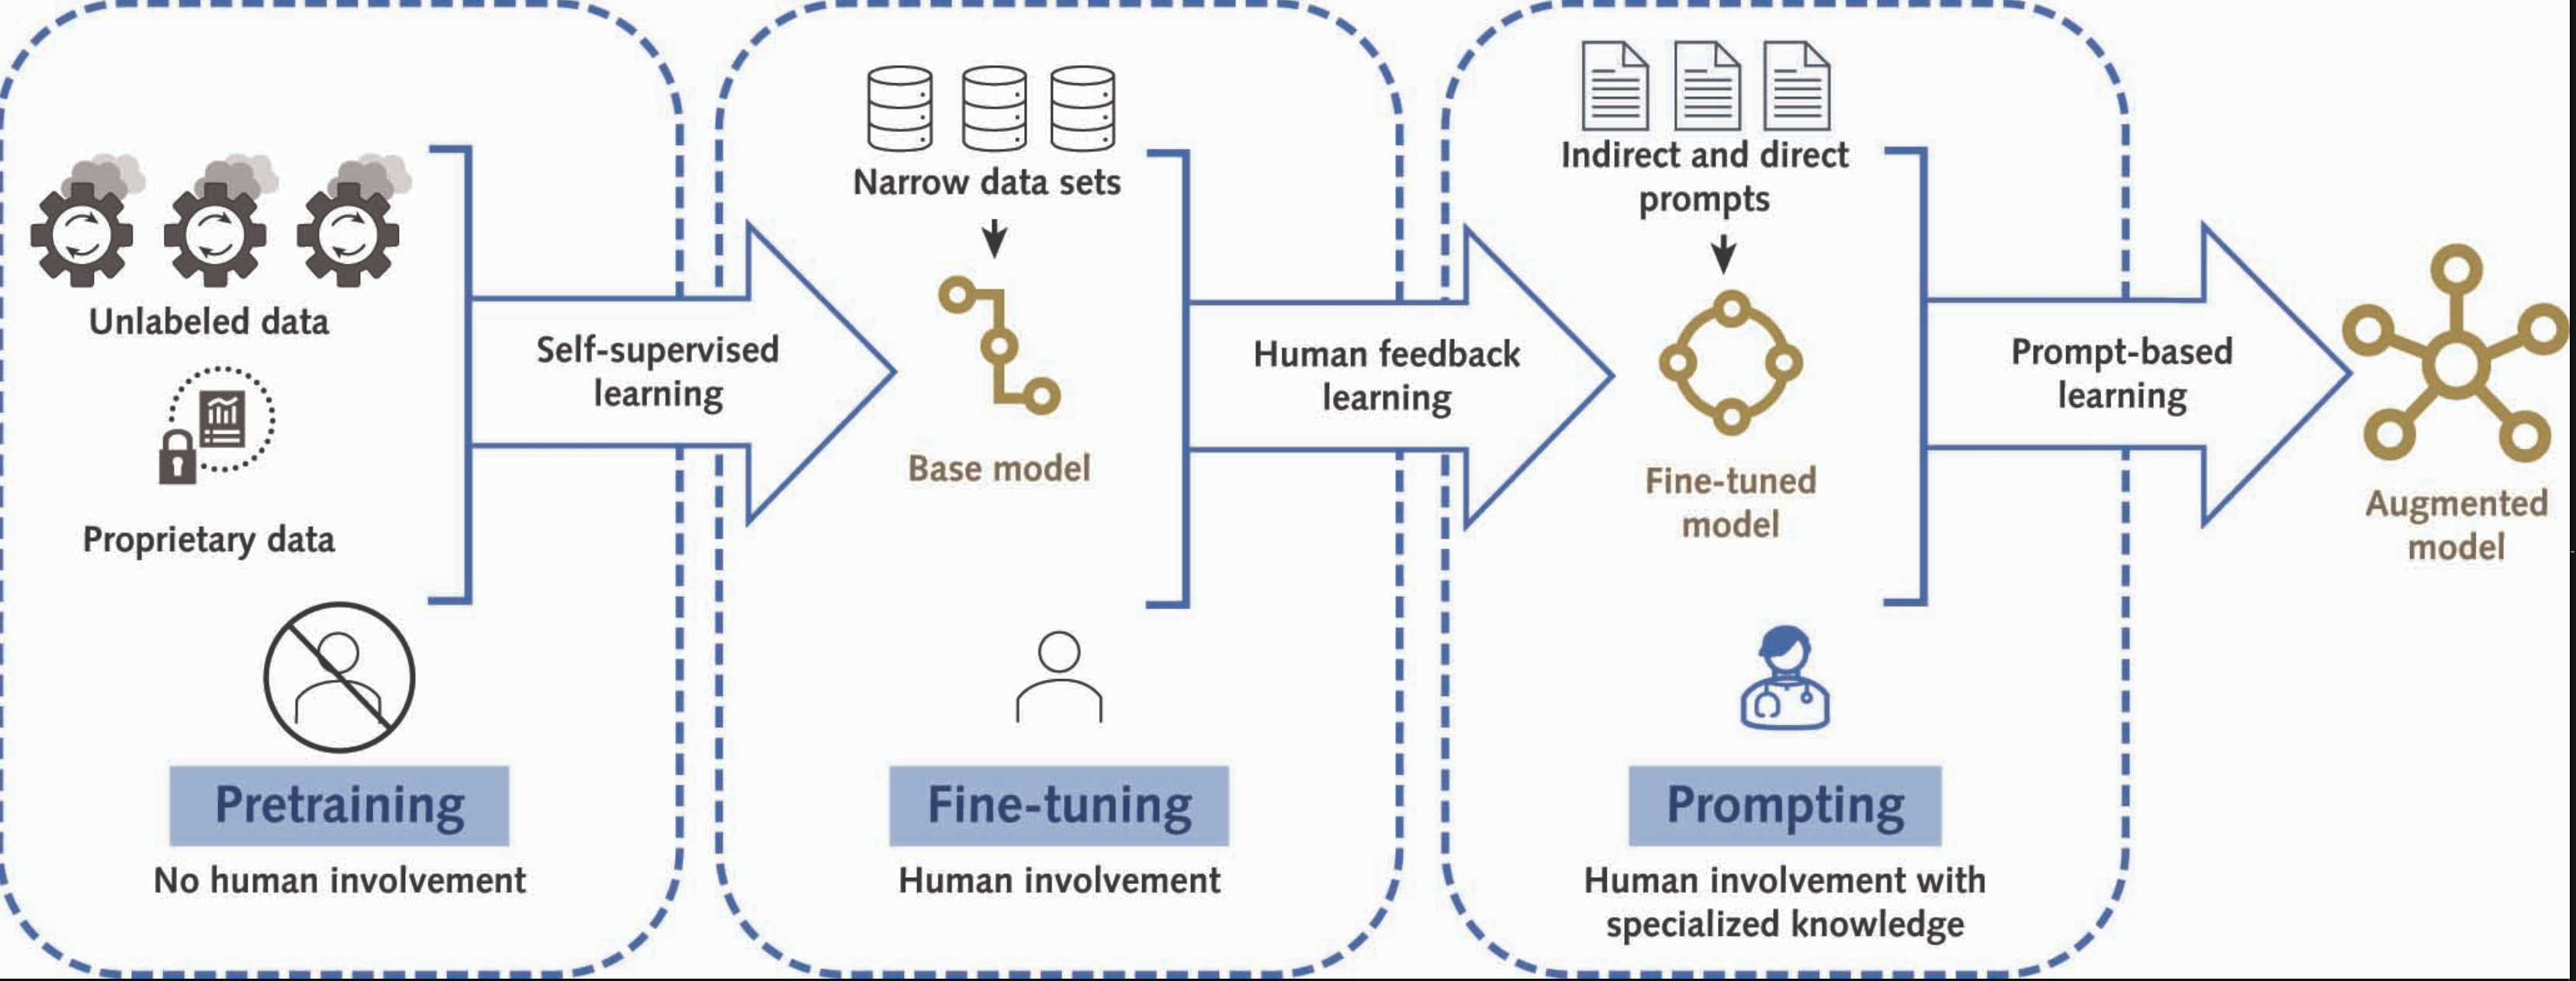 Unlabeled data
Proprietary data
Self-supervised
learning
Pretraining
No human involvement
Narrow data sets
Base model
Human feedback
learning
Fine-tuning
Human involvement
Indirect and direct
prompts
Fine-tuned
model
Prompt-based
learning
Prompting
Human involvement with
specialized knowledge
Augmented
model